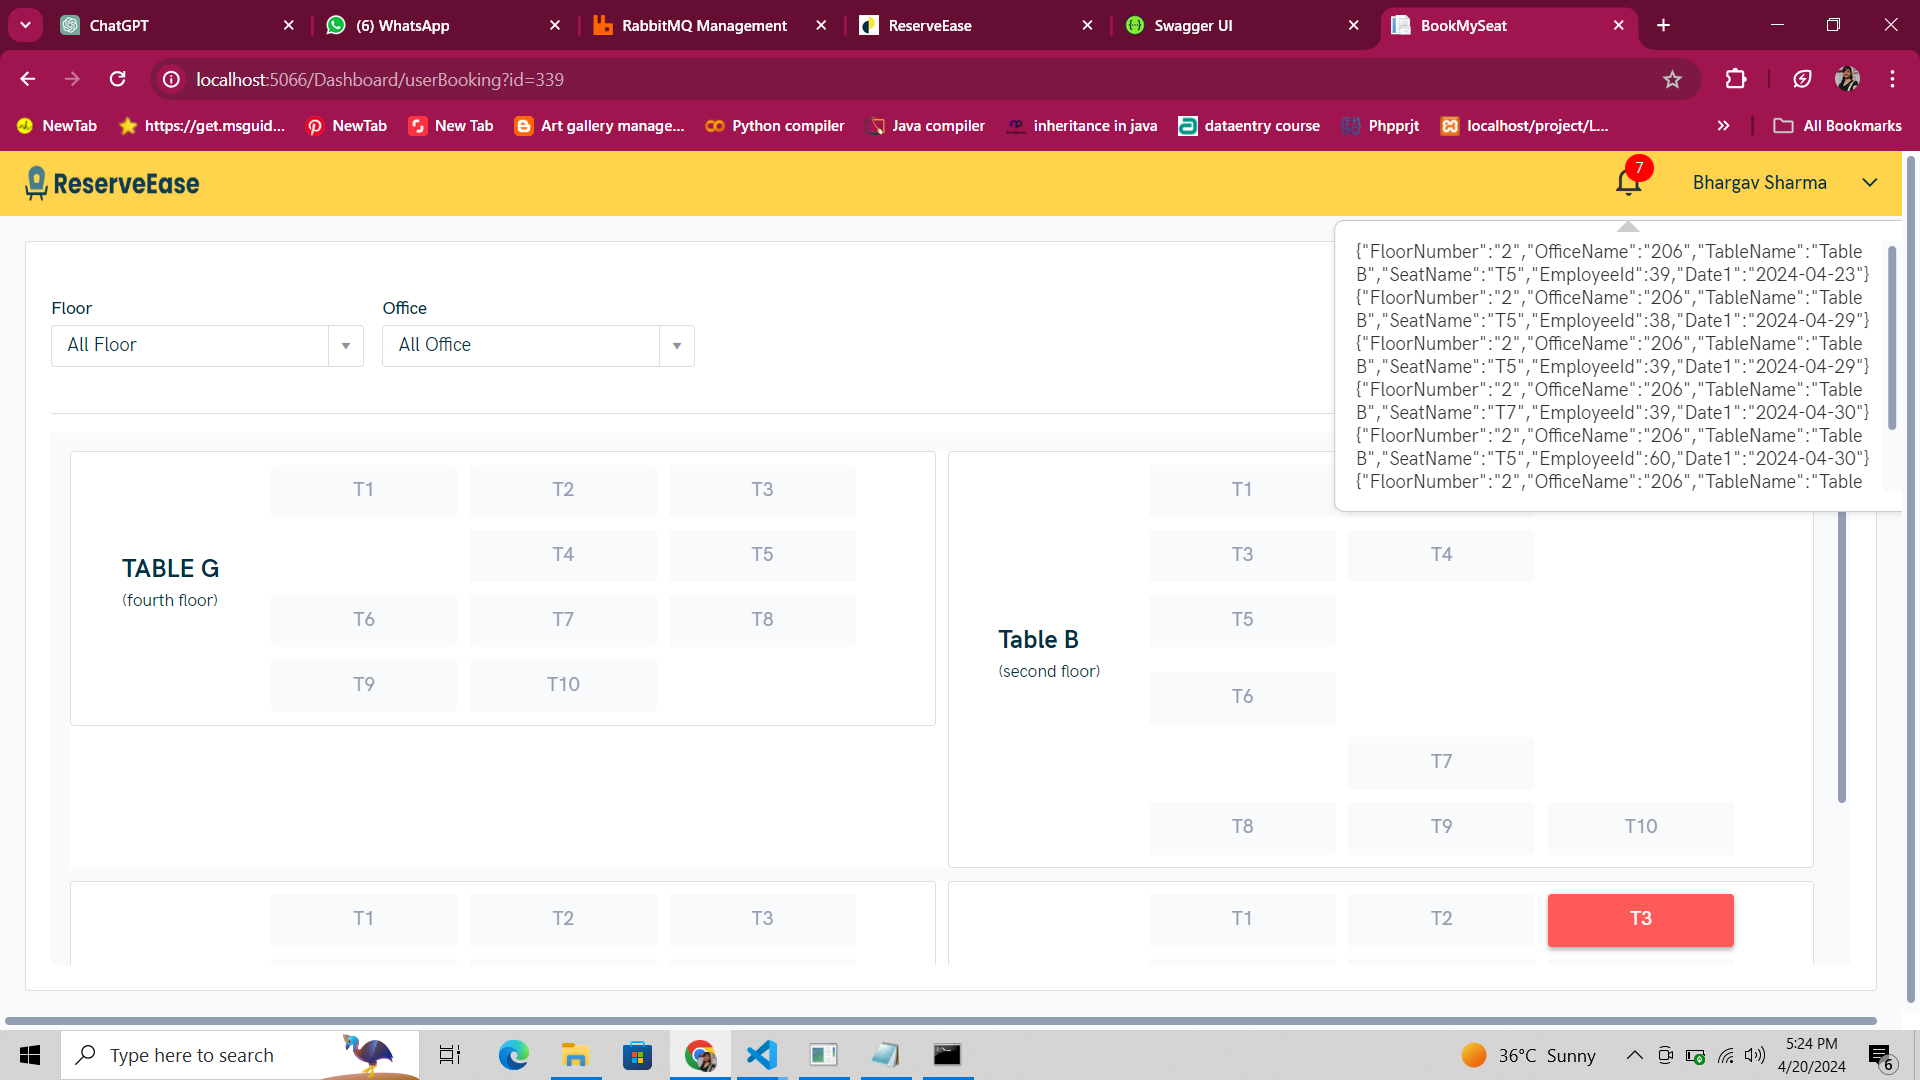 ChatGPT
(6) WhatsApp
RabbitMQ Management
ReserveEase
Swagger UI
BookMySeat
localhost:5066/Dashboard/userBooking?id=339
NewTab
https://get.msguid...
NewTab
New Tab
Art gallery manage...
Python compiler
Java compiler
inheritance in java
dataentry course
Phpprjt
localhost/project/L...
All Bookmarks
ReserveEase
7
Bhargav Sharma
{"FloorNumber":"2","OfficeName":"206","TableName":"Table
B","SeatName":"T5","EmployeeId":39,"Date1":"2024-04-23"}
{"FloorNumber":"2","OfficeName":"206","TableName":"Table
B","SeatName":"T5","EmployeeId":38,"Date1":"2024-04-29"}
{"FloorNumber":"2","OfficeName":"206","TableName":"Table
B","SeatName":"T5","EmployeeId":39,"Date1":"2024-04-29"}
{"FloorNumber":"2","OfficeName":"206","TableName":"Table
B","SeatName":"T7","EmployeeId":39,"Date1":"2024-04-30"}
{"FloorNumber":"2","OfficeName":"206","TableName":"Table
B","SeatName":"T5","EmployeeId":60,"Date1":"2024-04-30"}
{"FloorNumber":"2","OfficeName":"206","TableName":"Table
Floor
Office
All Floor
All Office
TABLE G
(fourth floor)
T1 T2 T3
T4 T5
T6 T7 T8
T9 T10
Table B
(second floor)
T1
T3 T4
T5
T6
T7
T8 T9 T10
T1 T2 T3
T1 T2 T3
Type here to search
36°C Sunny
5:24 PM
4/20/2024
6